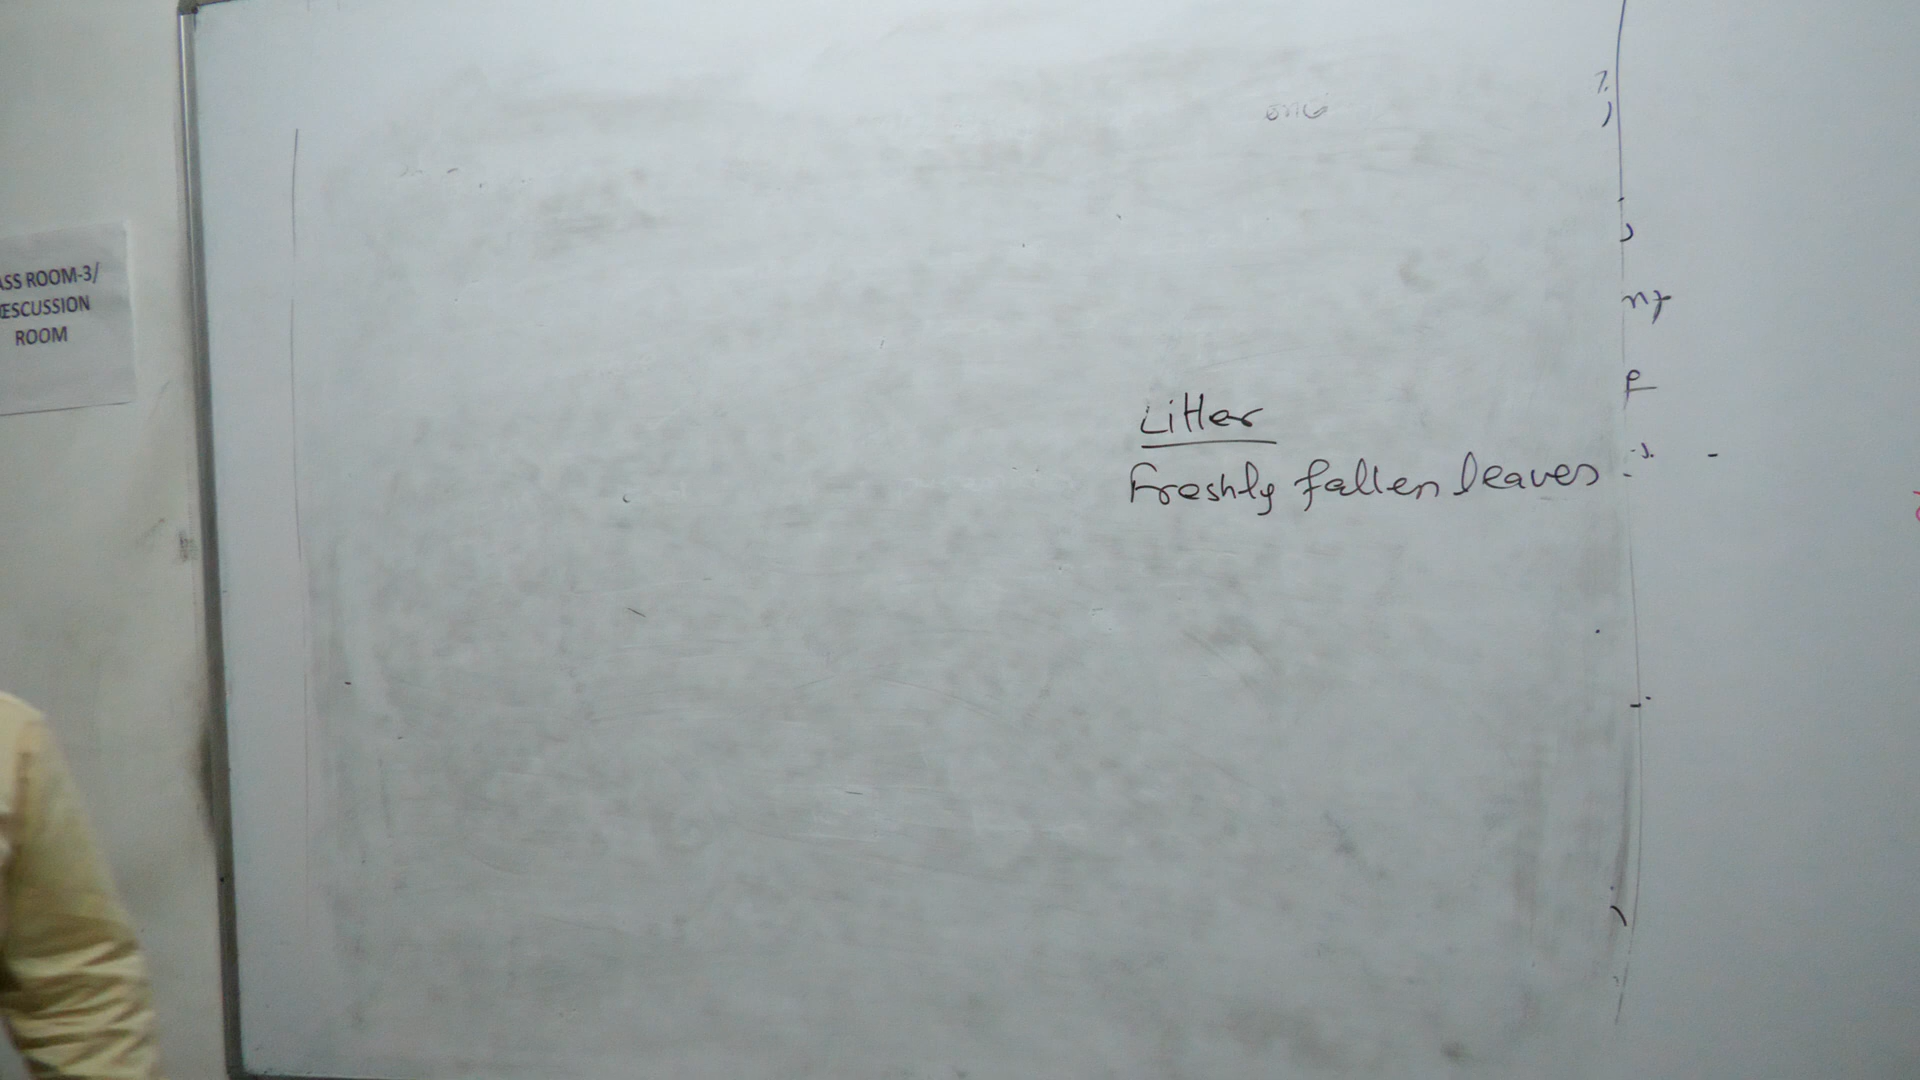 ASS ROOM-3/
ESCUSSION
ROOM
Litter
Freshly fallen leaves